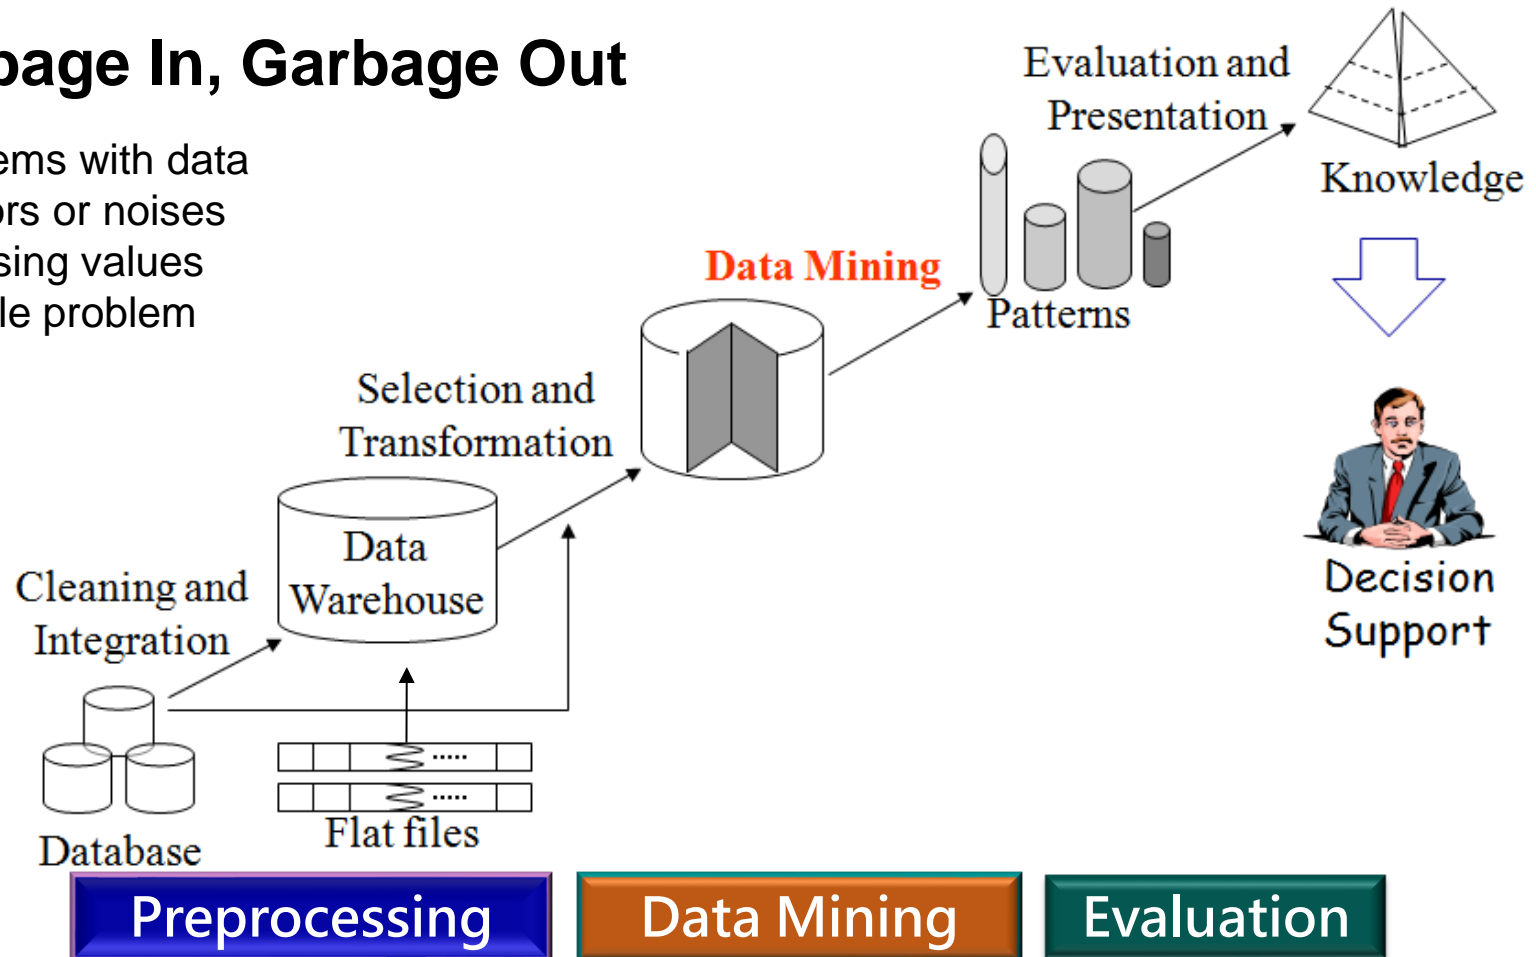 bage In, Garbage Out
ems with data
ors or noises
sing values
le problem
Evaluation and
Presentation
Knowledge
Data Mining
Patterns
Selection and
Transformation
Data
Warehouse
Cleaning and
Integration
Decision
Support
Flat files
Database
Preprocessing
Data Mining
Evaluation